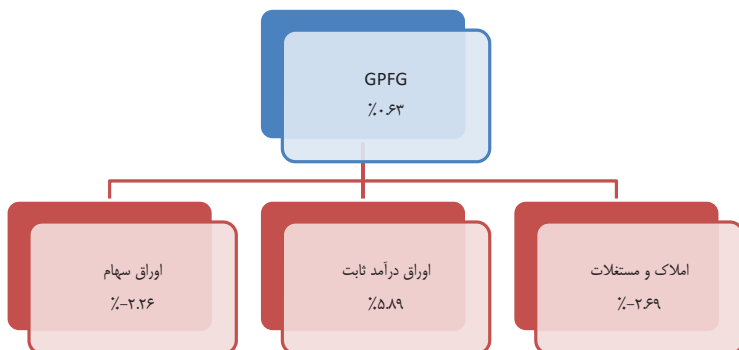 GPFG
٪۰.۶۳
املاک و مستغلات
٪-۲.۶۹
اوراق درآمد ثابت
٪۵.۸۹
اوراق سهام
٪-۲.۲۶